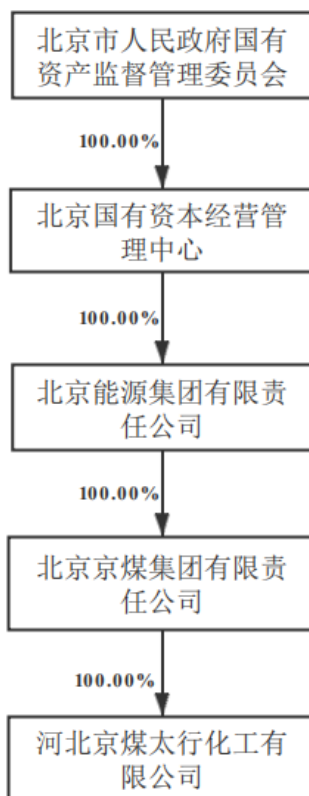 北京市人民政府国有
资产监督管理委员会
100.00%
北京国有资本经营管
理中心
100.00%
北京能源集团有限责
任公司
100.00%
北京京煤集团有限责
任公司
100.00%
河北京煤太行化工有
限公司